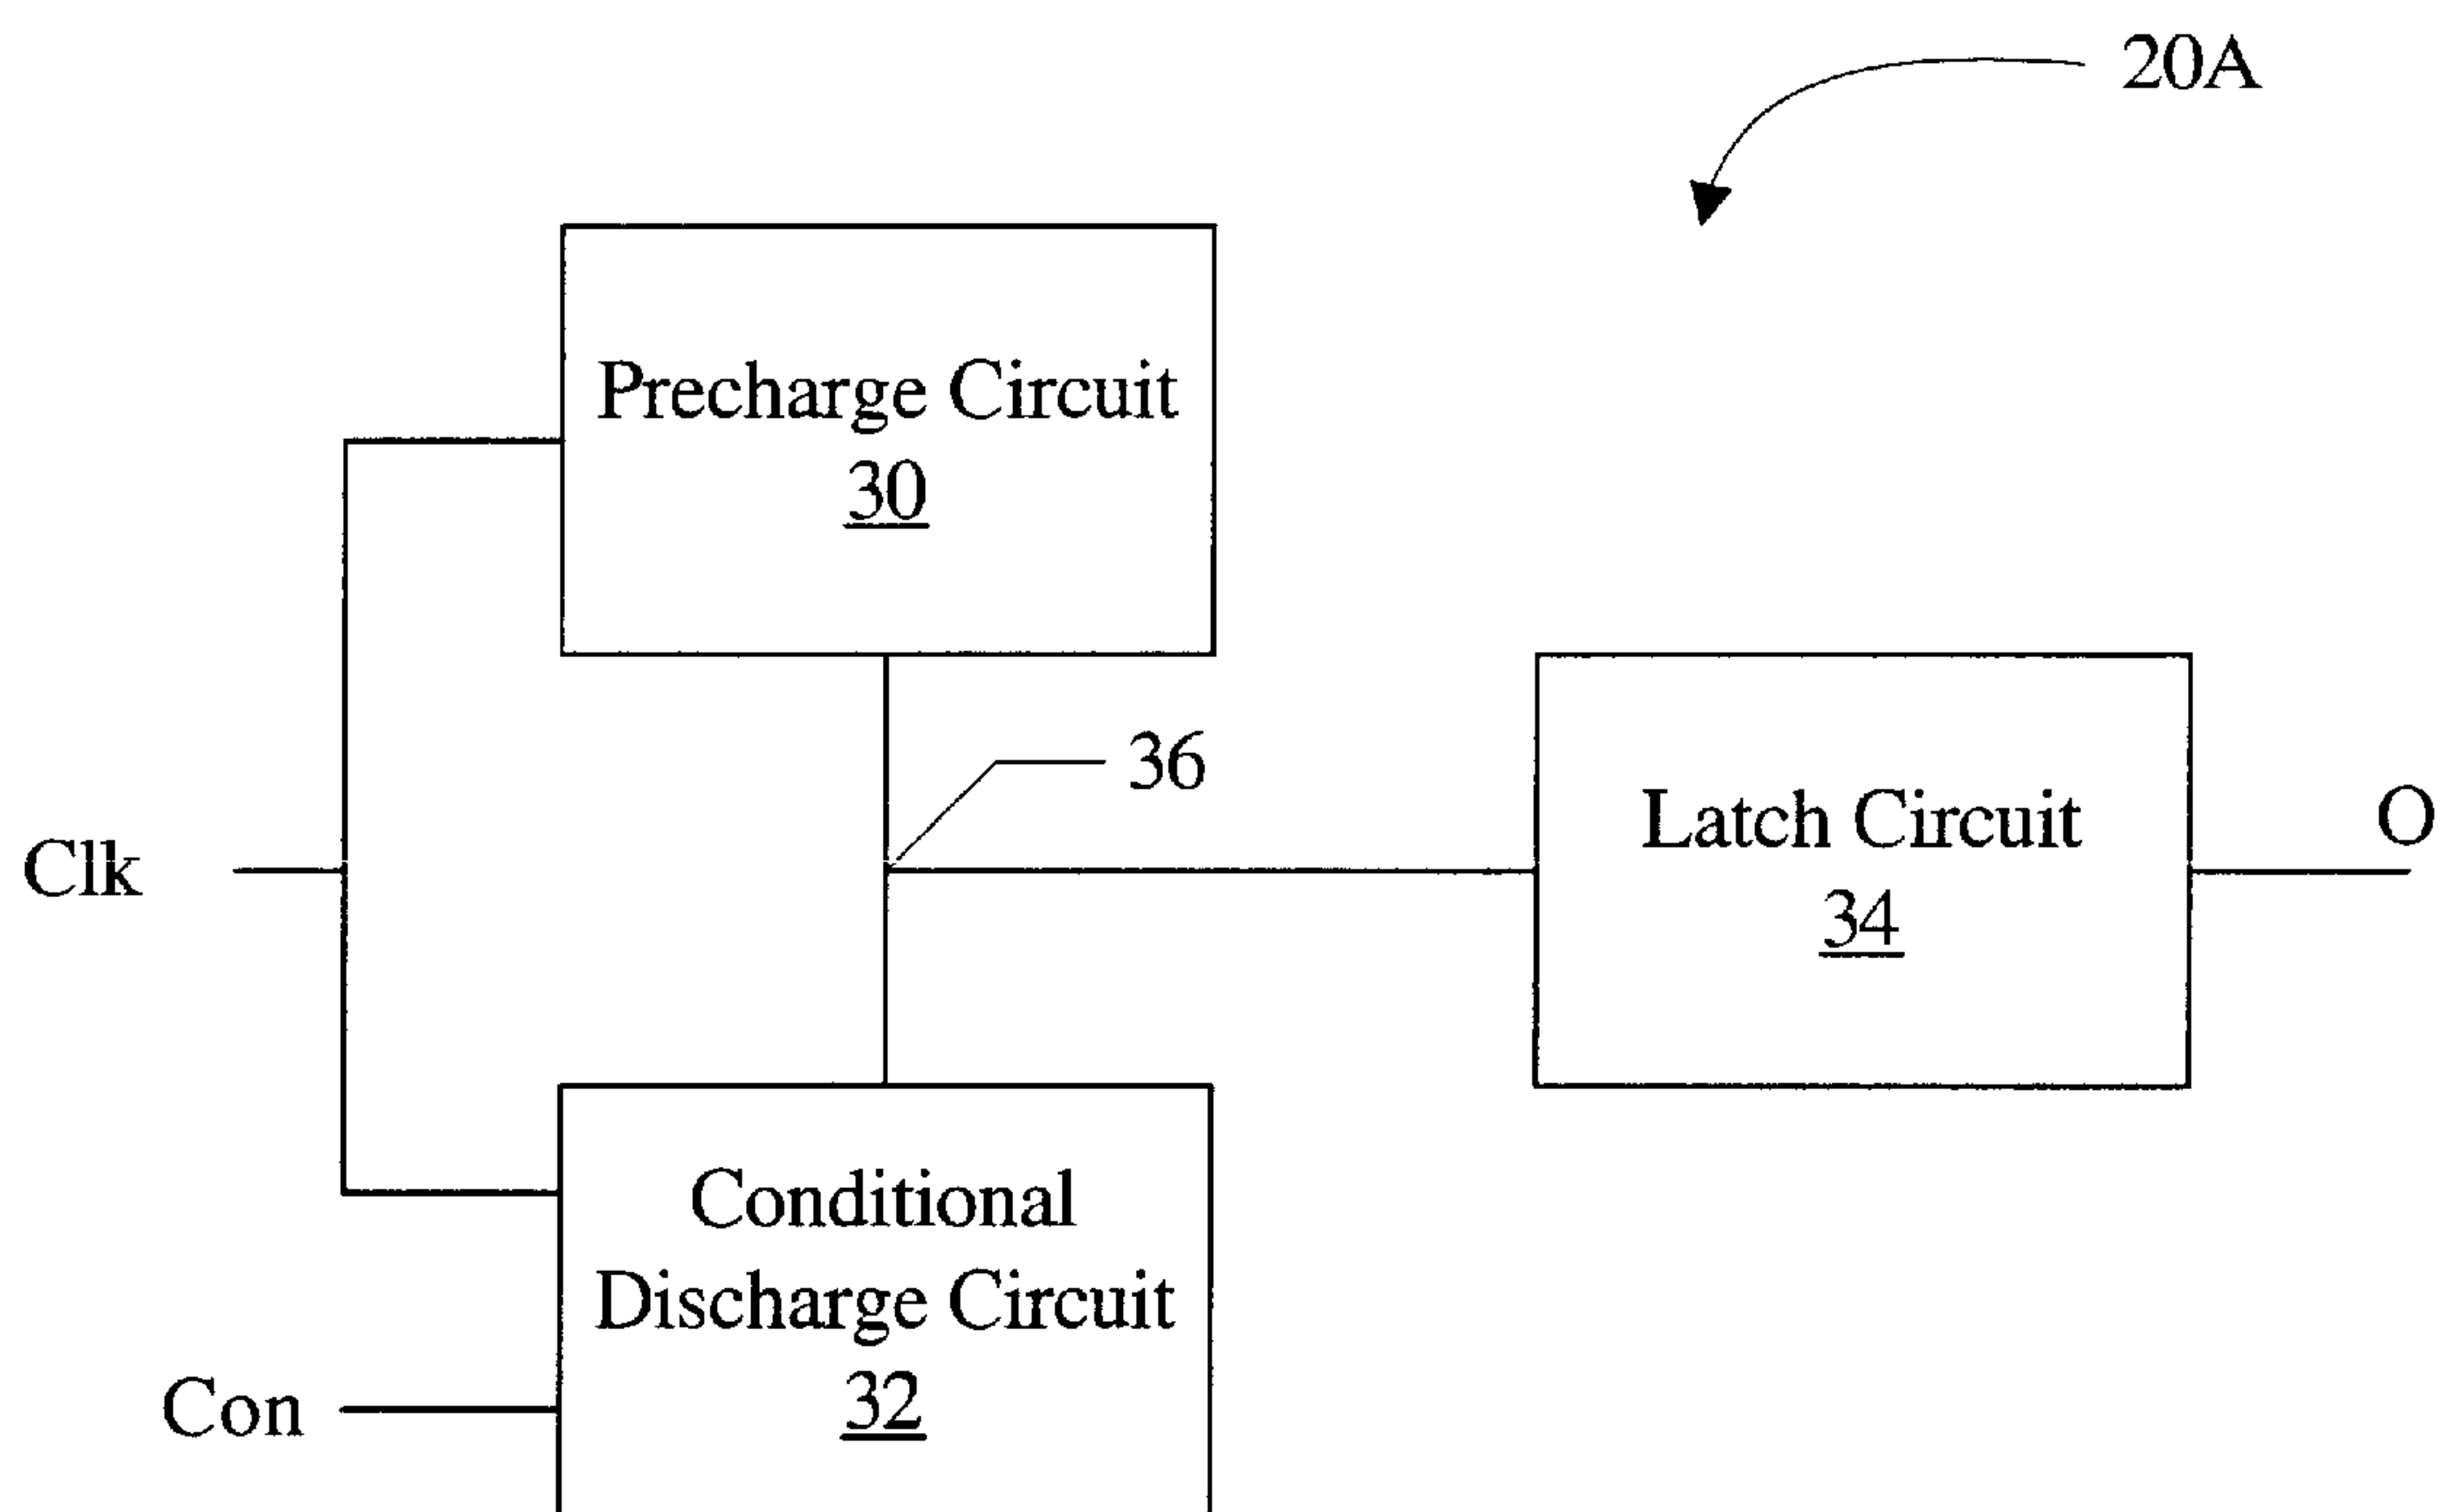 20A
Precharge Circuit
30
36
Latch Circuit
34
O
Clk
Conditional
Discharge Circuit
32
Con